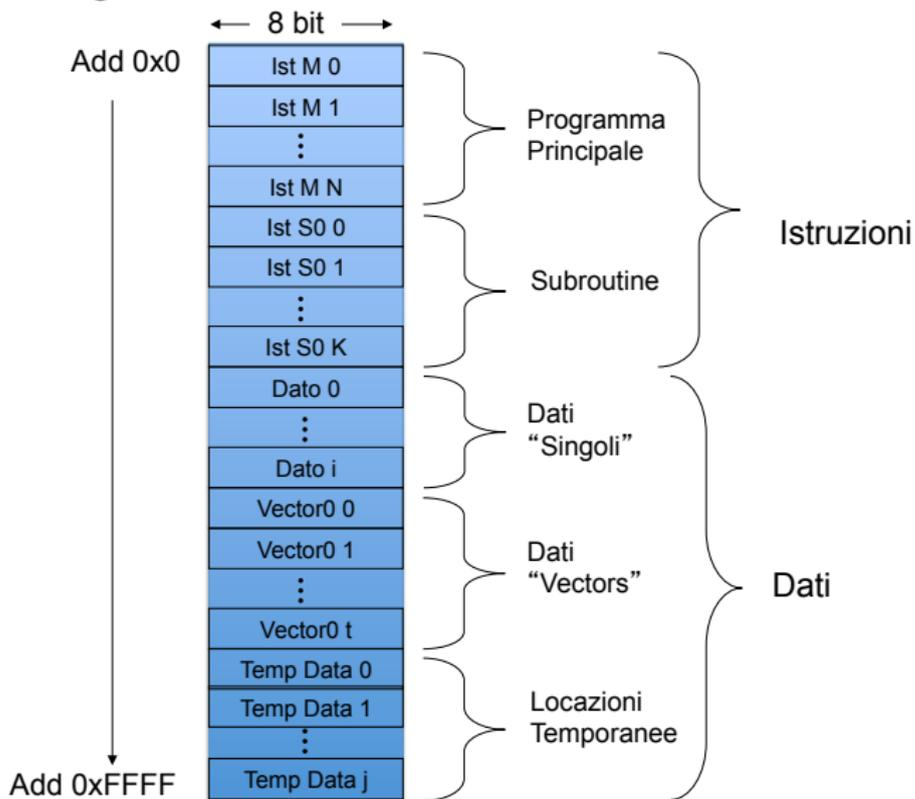 8 bit
Add 0x0
Ist M 0
Ist M 1
⋮
Ist M N
Ist S0 0
Ist S0 1
⋮
Ist S0 K
Dato 0
⋮
Dato i
Vector0 0
Vector0 1
⋮
Vector0 t
Temp Data 0
Temp Data 1
⋮
Temp Data j
Add 0xFFFF
Programma
Principale
Subroutine
Dati
“Singoli”
Dati
“Vectors”
Locazioni
Temporanee
Istruzioni
Dati